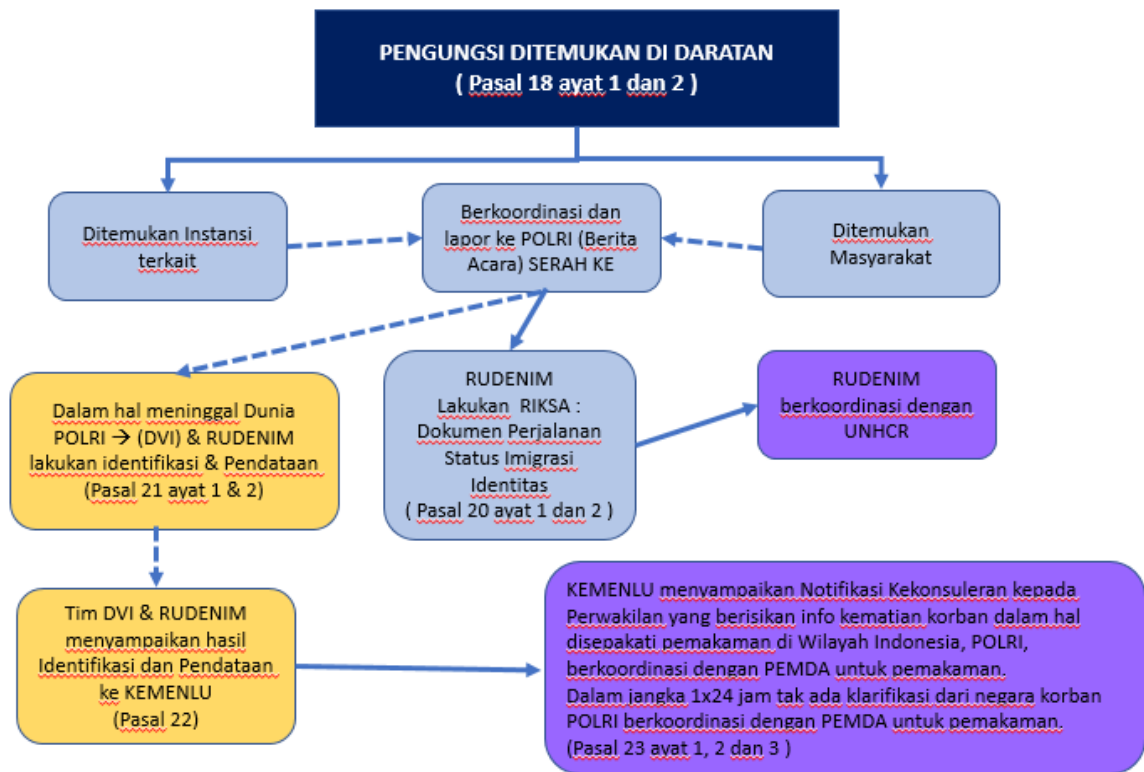 PENGUNGSI DITEMUKAN DI DARATAN
( Pasal 18 ayat 1 dan 2 )
Ditemukan Instansi
terkait
Berkoordinasi dan
lapor ke POLRI (Berita
Acara) SERAH KE
Ditemukan
Masyarakat
Dalam hal meninggal Dunia
POLRI → (DVI) & RUDENIM
lakukan identifikasi & Pendataan
(Pasal 21 ayat 1 & 2)
RUDENIM
Lakukan RIKSA :
Dokumen Perjalanan
Status Imigrasi
Identitas
( Pasal 20 ayat 1 dan 2 )
RUDENIM
berkoordinasi dengan
UNHCR
Tim DVI & RUDENIM
menyampaikan hasil
Identifikasi dan Pendataan
ke KEMENLU
(Pasal 22)
KEMENLU menyampaikan Notifikasi Kekonsuleran kepada
Perwakilan yang berisikan info kematian korban dalam hal
disepakati pemakaman di Wilayah Indonesia, POLRI,
berkoordinasi dengan PEMDA untuk pemakaman.
Dalam jangka 1x24 jam tak ada klarifikasi dari negara korban
POLRI berkoordinasi dengan PEMDA untuk pemakaman.
(Pasal 23 ayat 1, 2 dan 3 )